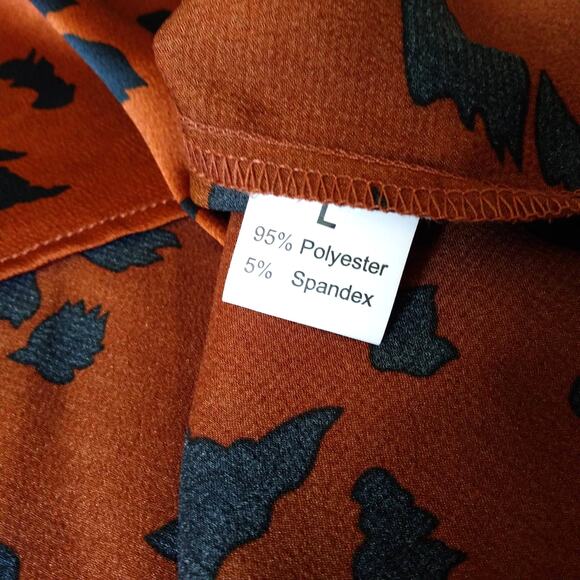 L
95% Polyester
5% Spandex